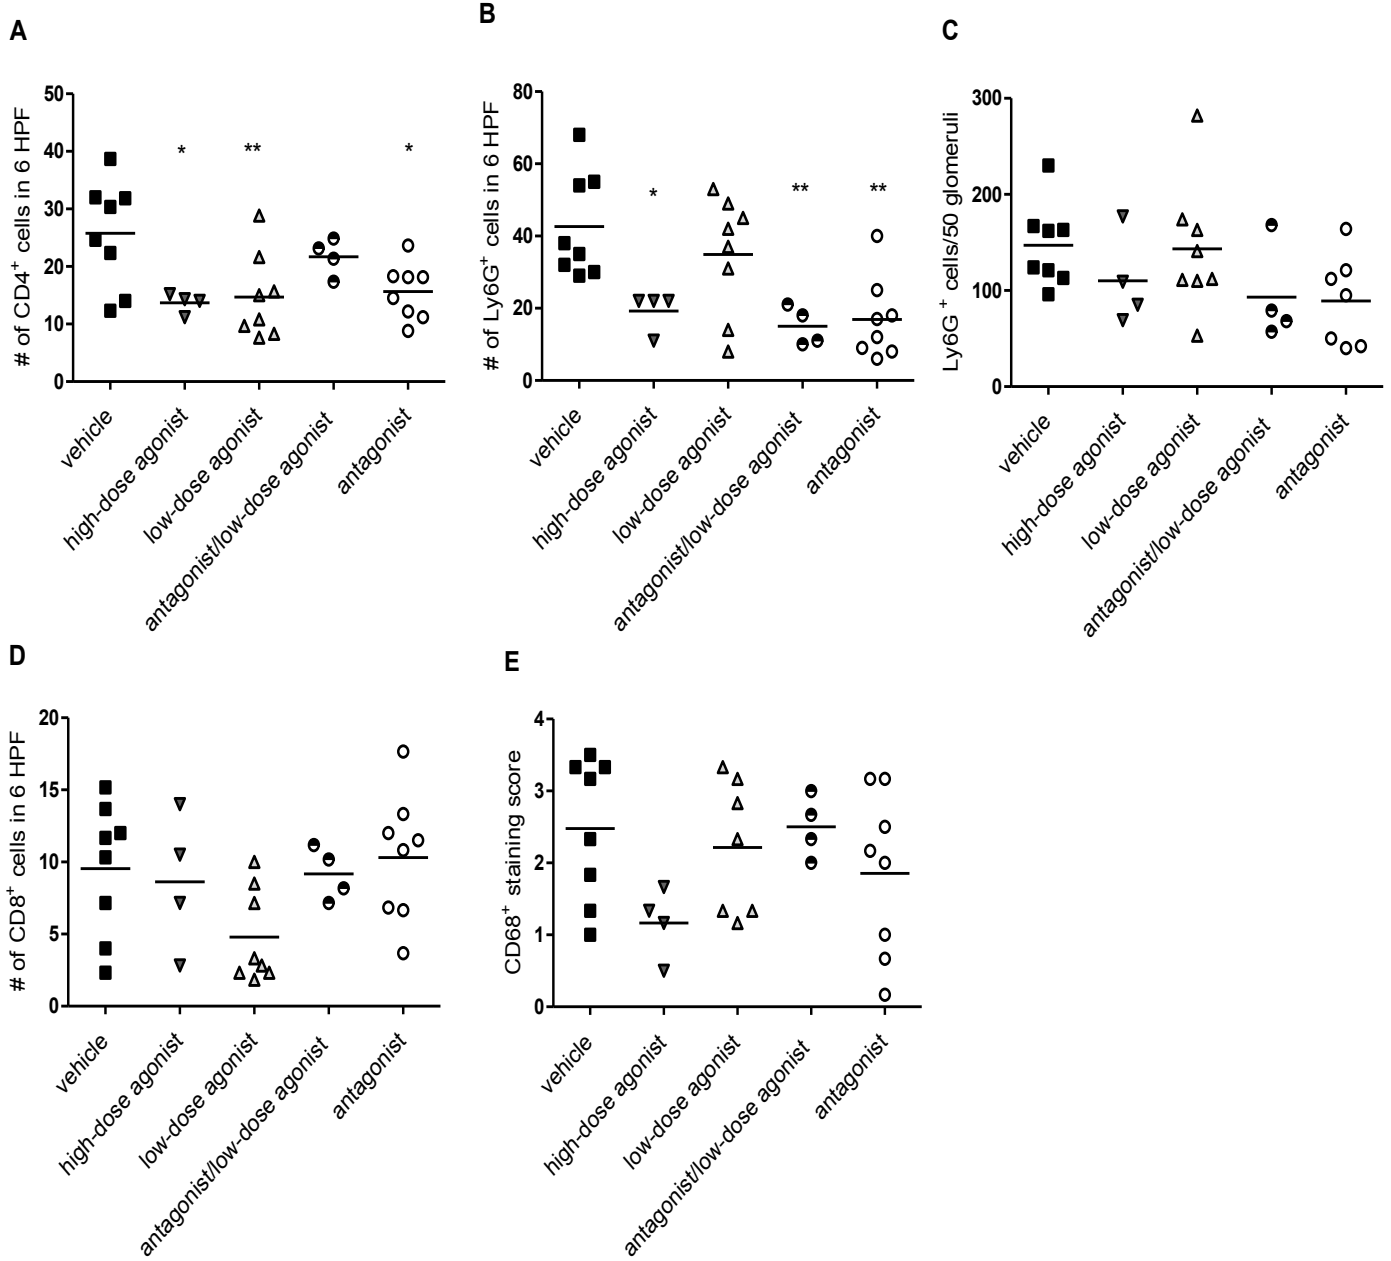 A
# of CD4+ cells in 6 HPF
50
40
30
20
10
0
* ** *
vehicle
high-dose agonist
low-dose agonist
antagonist/low-dose agonist
antagonist
B
# of Ly6G+ cells in 6 HPF
80
60
40
20
0
* ** **
vehicle
high-dose agonist
low-dose agonist
antagonist/low-dose agonist
antagonist
C
Ly6G + cells/50 glomeruli
300
200
100
0
vehicle
high-dose agonist
low-dose agonist
antagonist/low-dose agonist
antagonist
D
# of CD8+ cells in 6 HPF
20
15
10
5
0
vehicle
high-dose agonist
low-dose agonist
antagonist/low-dose agonist
antagonist
E
CD68+ staining score
4
3
2
1
0
vehicle
high-dose agonist
low-dose agonist
antagonist/low-dose agonist
antagonist